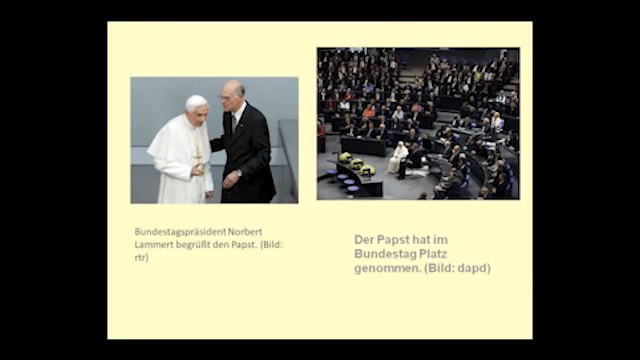 Bundestagspräsident Norbert
Lammert begrüßt den Papst. (Bild:
rtr)
Der Papst hat im
Bundestag Platz
genommen. (Bild: dapd)